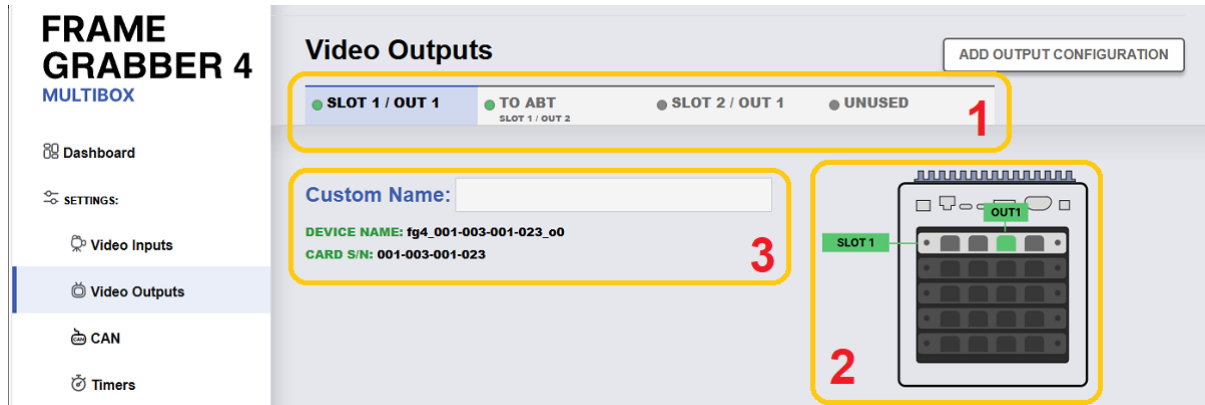 FRAME
GRABBER 4
MULTIBOX
Dashboard
SETTINGS:
Video Inputs
Video Outputs
CAN
CAN
Timers
Video Outputs
ADD OUTPUT CONFIGURATION
SLOT 1 / OUT 1
TO ABT
SLOT 1 / OUT 2
SLOT 2 / OUT 1
UNUSED
1
Custom Name:
DEVICE NAME: fg4_001-003-001-023_o0
CARD S/N: 001-003-001-023
3
OUT1
SLOT 1
2